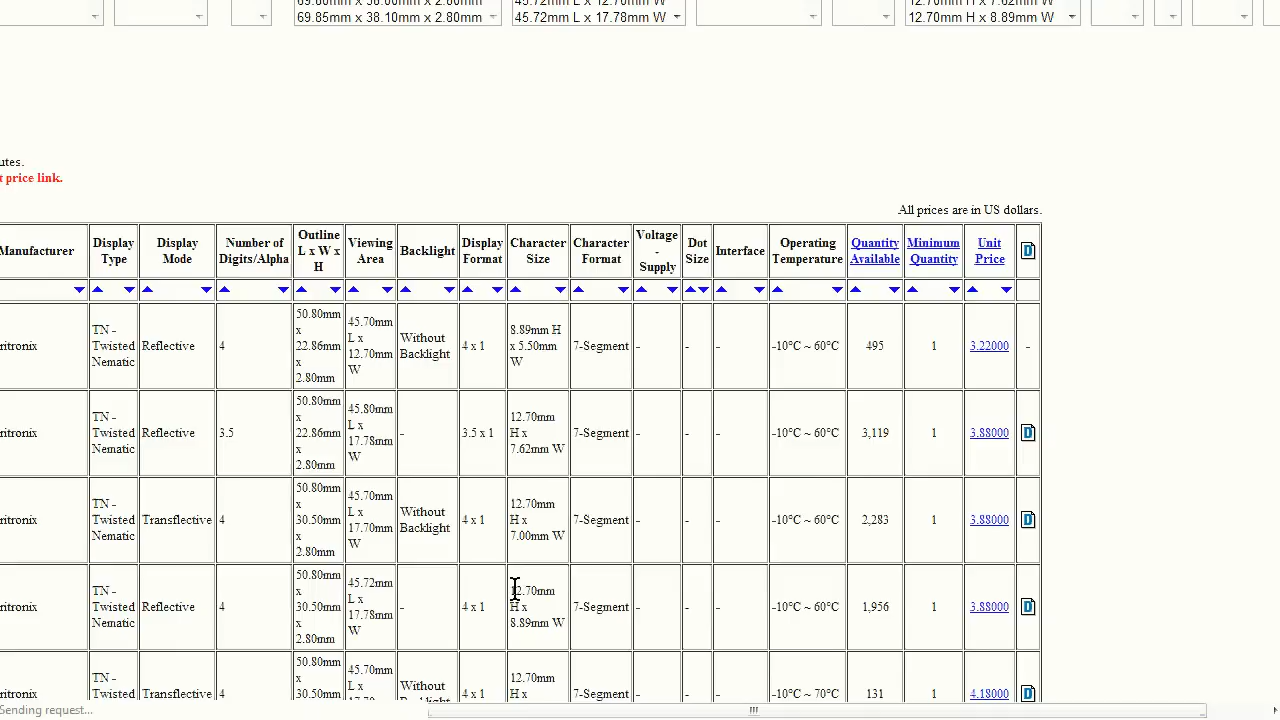 69.85mm x 38.10mm x 2.80mm
45.72mm L x 17.78mm W
12.70mm H x 8.89mm W
utes.
t price link.
All prices are in US dollars.
Manufacturer
Display
Type
Display
Mode
Number of
Digits/Alpha
Outline
L x W x
H
Viewing
Area
Backlight
Display
Format
Character
Size
Character
Format
Voltage
-
Supply
Dot
Size
Interface
Operating
Temperature
Quantity
Available
Minimum
Quantity
Unit
Price
D
ritronix
TN -
Twisted
Nematic
Reflective
4
50.80mm
x
22.86mm
x
2.80mm
45.70mm
L x
12.70mm
W
Without
Backlight
4 x 1
8.89mm H
x 5.50mm
W
7-Segment
-
-
-
-10°C ~ 60°C
495
1
3.22000
-
ritronix
TN -
Twisted
Nematic
Reflective
3.5
50.80mm
x
22.86mm
x
2.80mm
45.80mm
L x
17.78mm
W
-
3.5 x 1
12.70mm
H x
7.62mm W
7-Segment
-
-
-
-10°C ~ 60°C
3,119
1
3.88000
D
ritronix
TN -
Twisted
Nematic
Transflective
4
50.80mm
x
30.50mm
x
2.80mm
45.70mm
L x
17.70mm
W
Without
Backlight
4 x 1
12.70mm
H x
7.00mm W
7-Segment
-
-
-
-10°C ~ 60°C
2,283
1
3.88000
D
ritronix
TN -
Twisted
Nematic
Reflective
4
50.80mm
x
30.50mm
x
2.80mm
45.72mm
L x
17.78mm
W
-
4 x 1
12.70mm
H x
8.89mm W
7-Segment
-
-
-
-10°C ~ 60°C
1,956
1
3.88000
D
ritronix
TN -
Twisted
Transflective
4
50.80mm
x
30.50mm
45.70mm
L x
Without
4 x 1
12.70mm
H x
7-Segment
-
-
-
-10°C ~ 70°C
131
1
4.18000
D
Sending request...